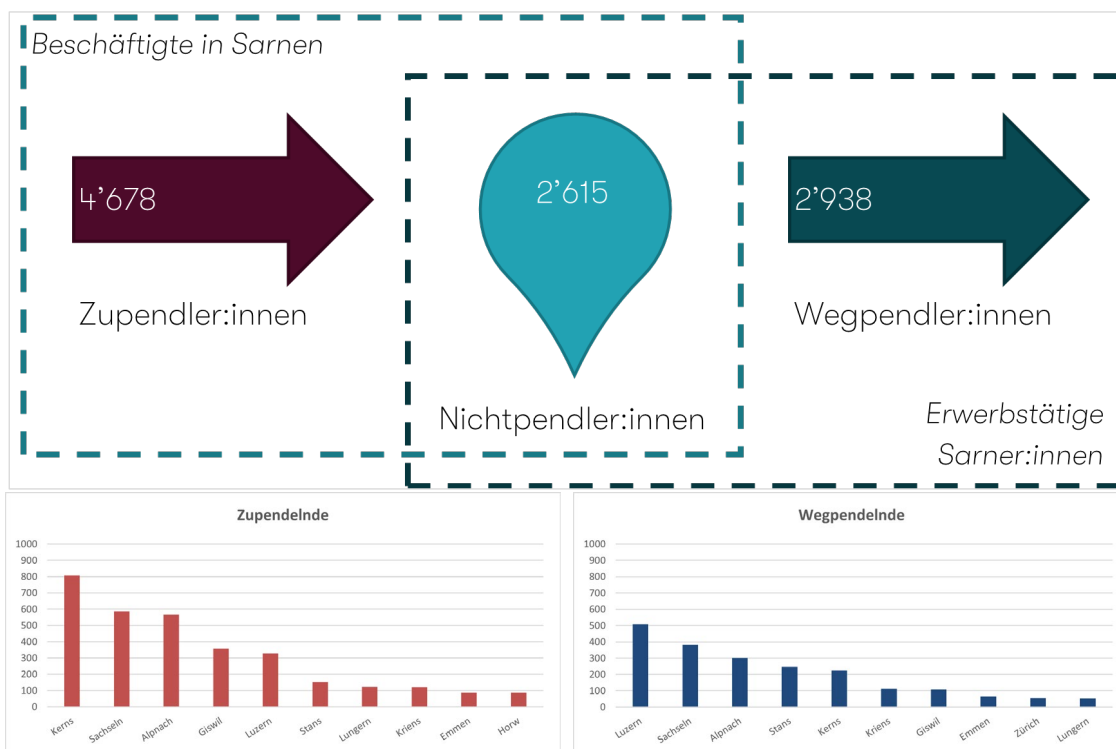 Beschäftigte in Sarnen
4’678
2’615
2’938
Zupendler:innen
Wegpendler:innen
Nichtpendler:innen
Erwerbstätige
Sarner:innen
Zupendelnde
1000
900
800
700
600
500
400
300
200
100
0
Kerns
Sachseln
Alpnach
Giswil
Luzern
Stans
Lungern
Kriens
Emmen
Horw
Wegpendelnde
1000
900
800
700
600
500
400
300
200
100
0
Luzern
Sachseln
Alpnach
Stans
Kerns
Kriens
Giswil
Emmen
Zürich
Lungern